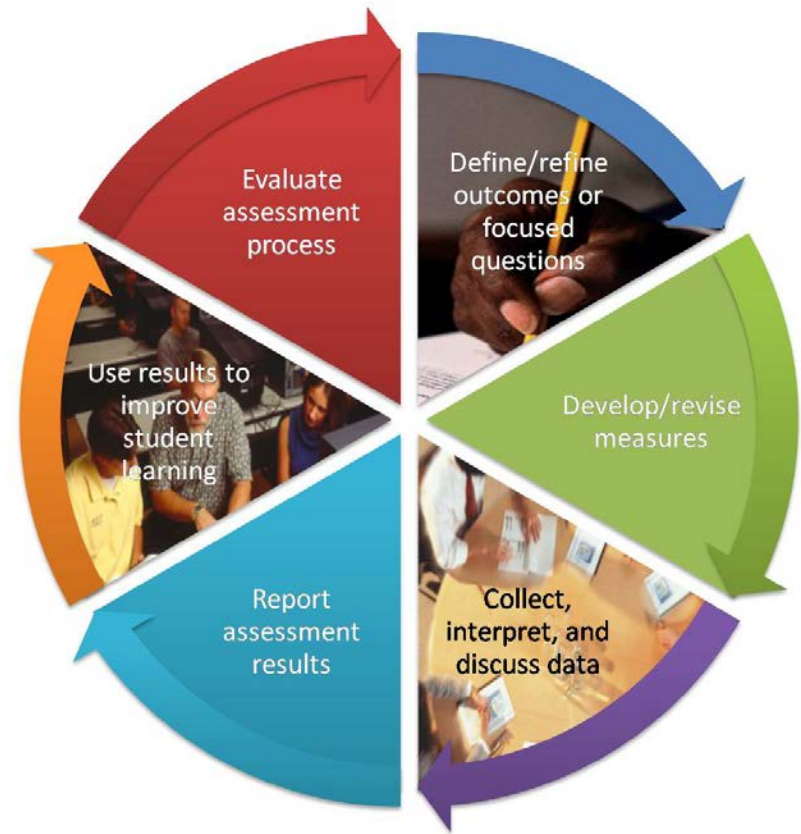 Define/refine
outcomes or
focused
questions
Develop/revise
measures
Collect,
interpret, and
discuss data
Report
assessment
results
Use results to
improve
student
learning
Evaluate
assessment
process